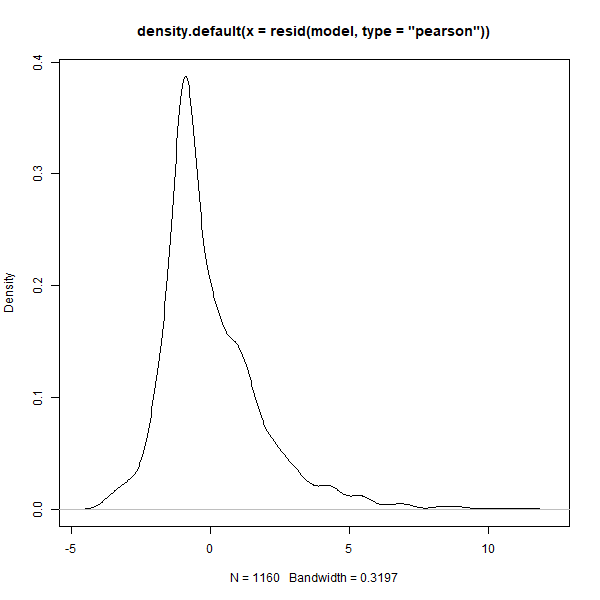 density.default(x = resid(model, type = "pearson"))
Density
0.4
0.3
0.2
0.1
0.0
-5 0 5 10
N = 1160 Bandwidth = 0.3197